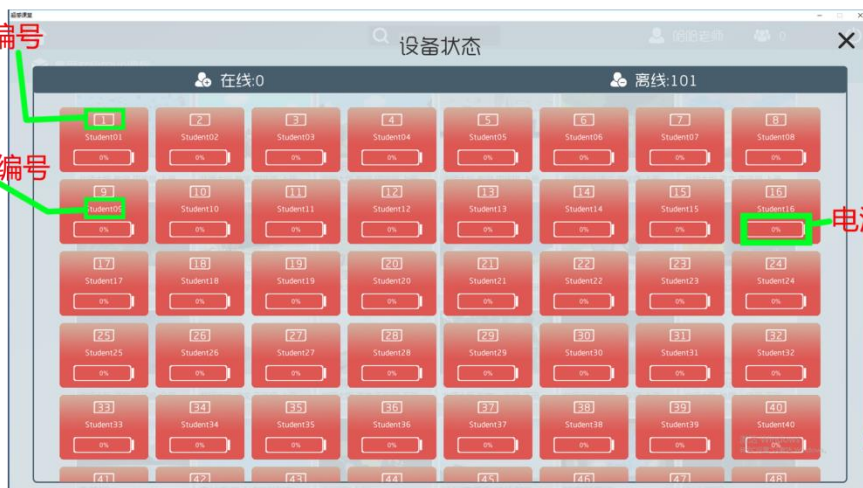 编号
设备状态
在线:0
离线:101
1 2 3 4 5 6 7 8
Student01 Student02 Student03 Student04 Student05 Student06 Student07 Student08
0% 0% 0% 0% 0% 0% 0% 0%
编号
9 10 11 12 13 14 15 16
Student09 Student10 Student11 Student12 Student13 Student14 Student15 Student16
0% 0% 0% 0% 0% 0% 0% 0%
17 18 19 20 21 22 23 24
Student17 Student18 Student19 Student20 Student21 Student22 Student23 Student24
0% 0% 0% 0% 0% 0% 0% 0%
25 26 27 28 29 30 31 32
Student25 Student26 Student27 Student28 Student29 Student30 Student31 Student32
0% 0% 0% 0% 0% 0% 0% 0%
33 34 35 36 37 38 39 40
Student33 Student34 Student35 Student36 Student37 Student38 Student39 Student40
0% 0% 0% 0% 0% 0% 0% 0%
41 42 43 44 45 46 47 48